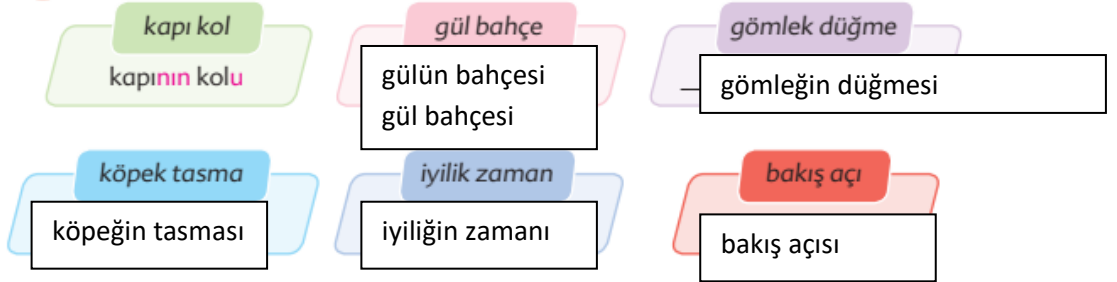 kapı kol
kapının kolu
gül bahçe
gülün bahçesi
gül bahçesi
gömlek düğme
gömleğin düğmesi
köpek tasma
köpeğin tasması
iyilik zaman
iyiliğin zamanı
bakış açı
bakış açısı